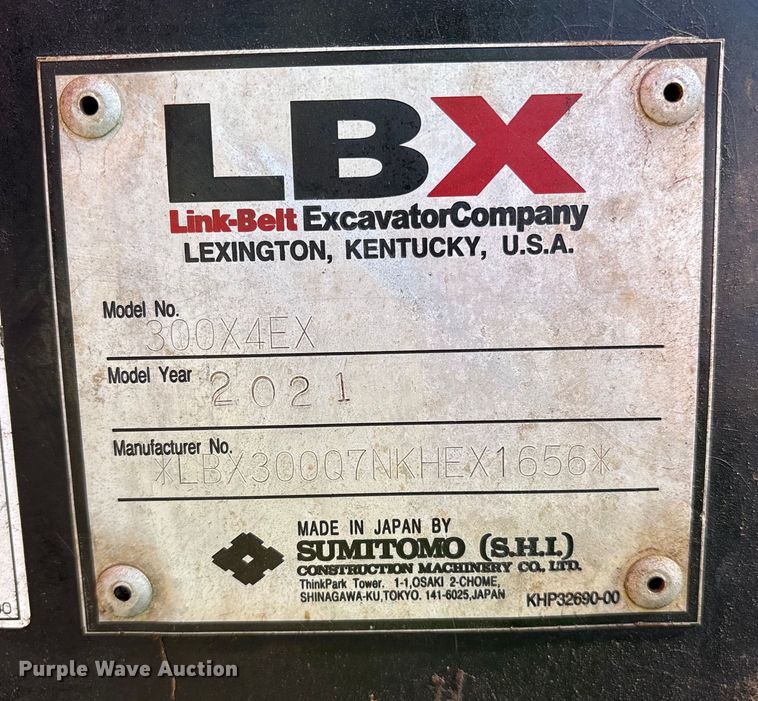 LBX
Link-Belt ExcavatorCompany
LEXINGTON, KENTUCKY, U.S.A.
Model No.
300X4EX
Model Year 2021
Manufacturer No.
*LBX300Q7NKHEX1656*
MADE IN JAPAN BY
SUMITOMO (S.H.I.)
CONSTRUCTION MACHINERY CO., LTD.
ThinkPark Tower. 1-1,OSAKI 2-CHOME,
SHINAGAWA-KU,TOKYO. 141-6025,JAPAN
KHP32690-00
Purple Wave Auction